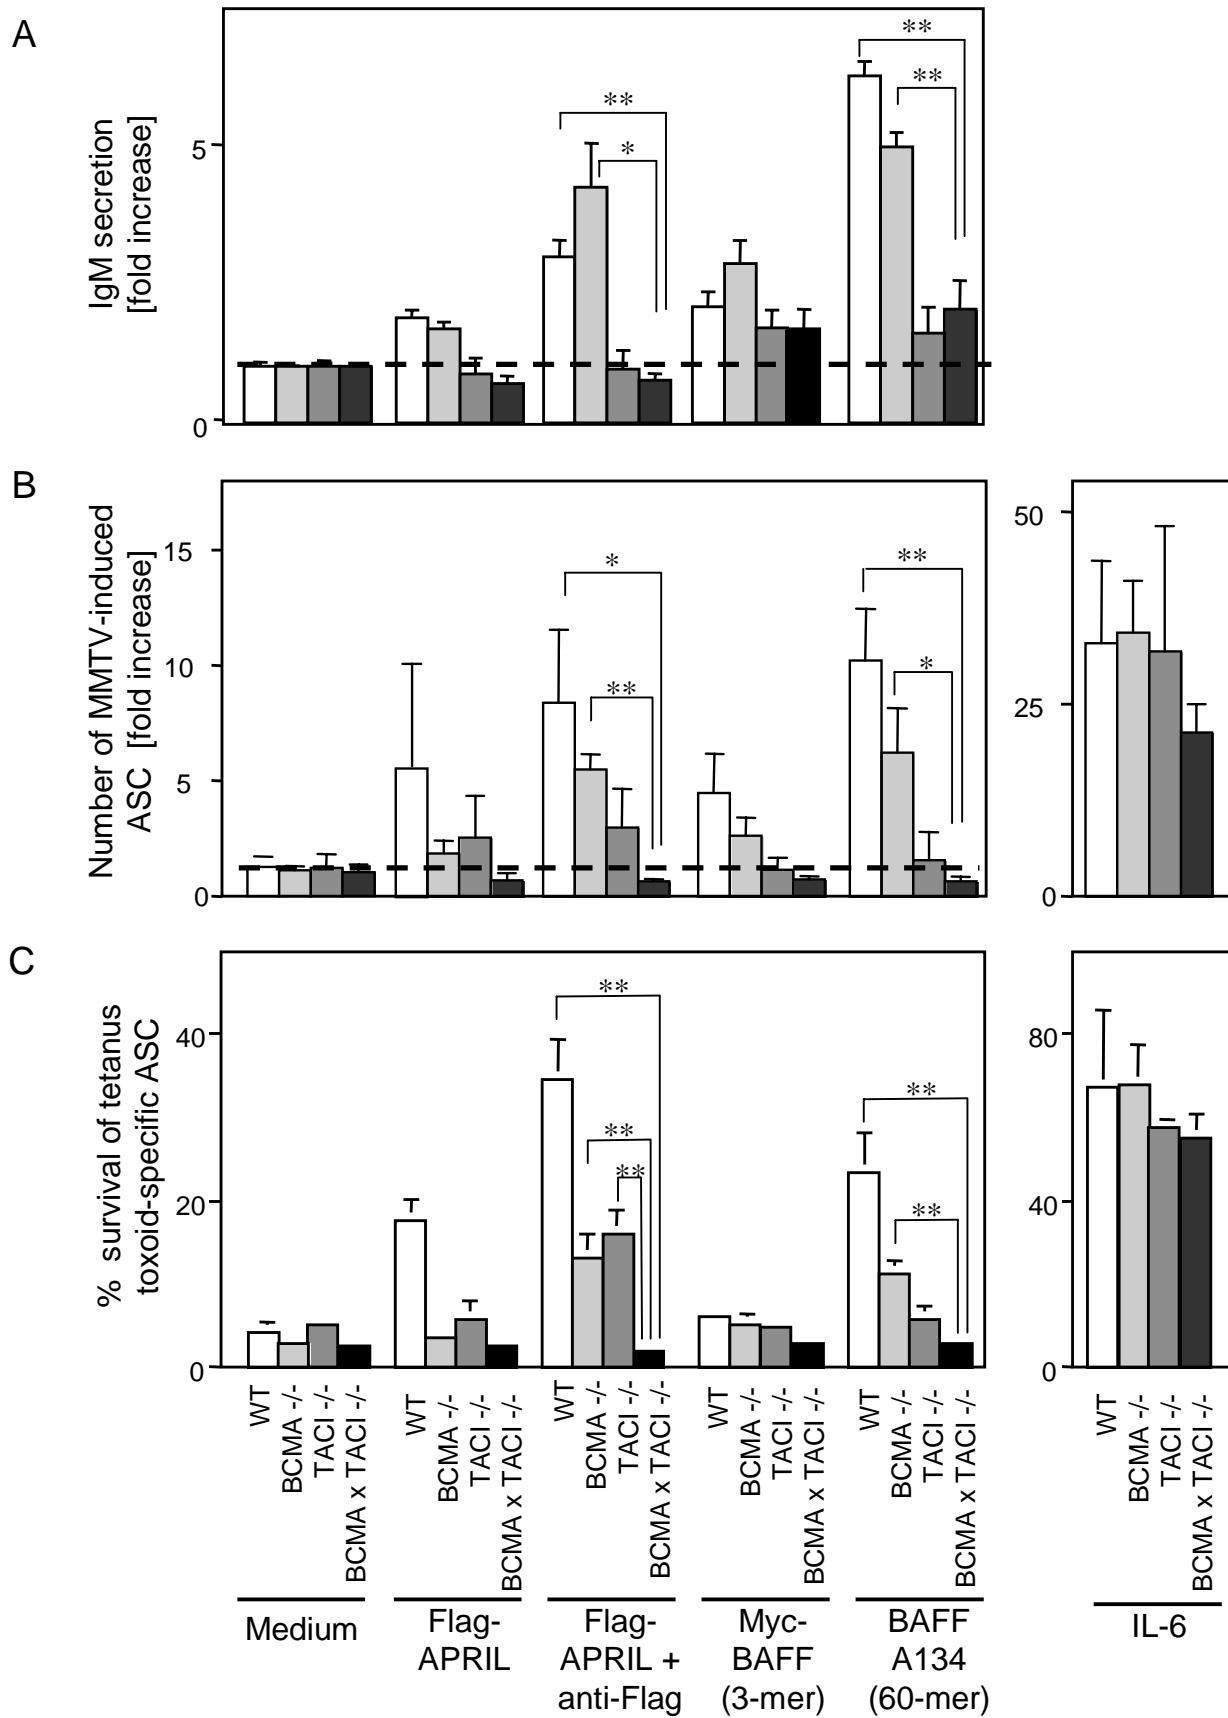 A
IgM secretion
[fold increase]
5
0
**
*
**
**
B
Number of MMTV-induced
ASC [fold increase]
15
10
5
0
*
**
**
*
50
25
0
C
% survival of tetanus
toxoid-specific ASC
40
20
0
**
**
**
**
**
80
40
0
WT
BCMA -/-
TACI -/-
BCMA x TACI -/-
WT
BCMA -/-
TACI -/-
BCMA x TACI -/-
WT
BCMA -/-
TACI -/-
BCMA x TACI -/-
WT
BCMA -/-
TACI -/-
BCMA x TACI -/-
WT
BCMA -/-
TACI -/-
BCMA x TACI -/-
WT
BCMA -/-
TACI -/-
BCMA x TACI -/-
Medium
Flag-
APRIL
Flag-
APRIL +
anti-Flag
Myc-
BAFF
(3-mer)
BAFF
A134
(60-mer)
IL-6